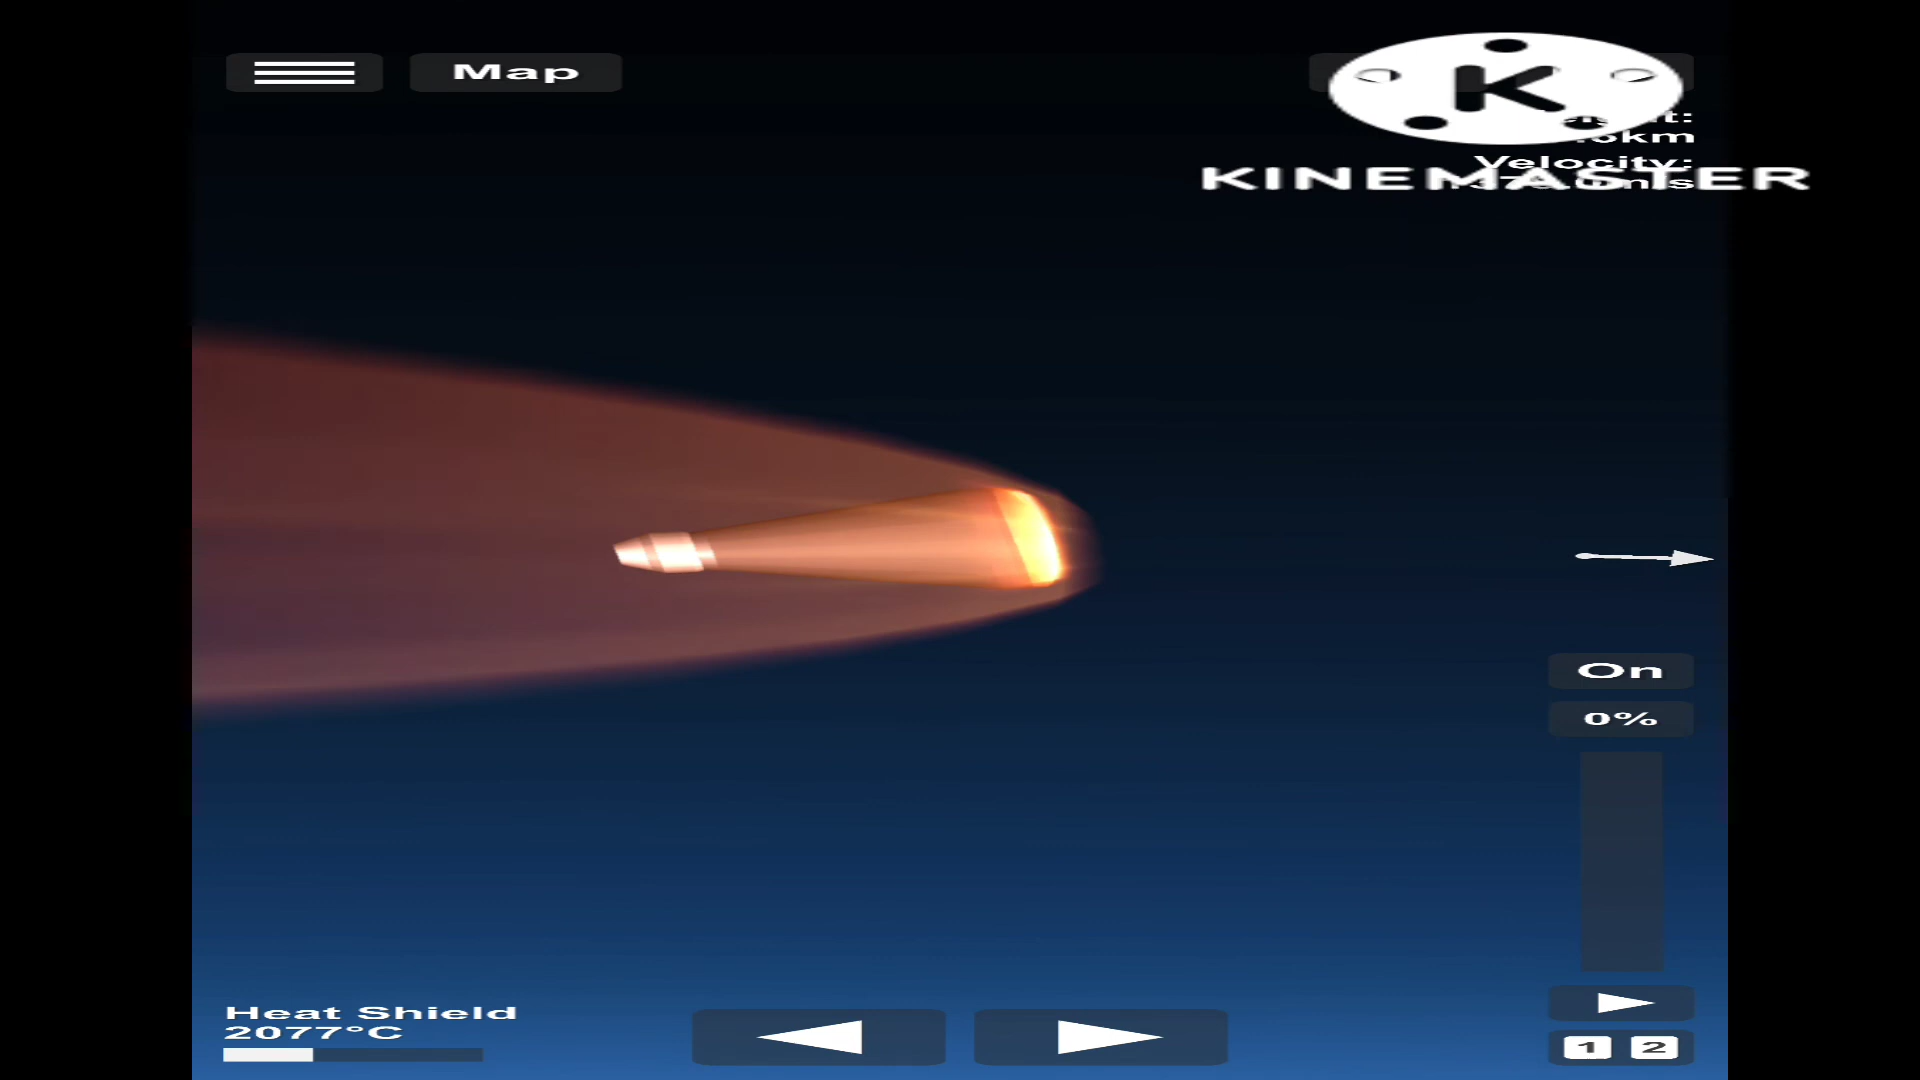 Map
K
Velocity:
KINEMASTER
On
0%
Heat Shield
2077°C
1 2